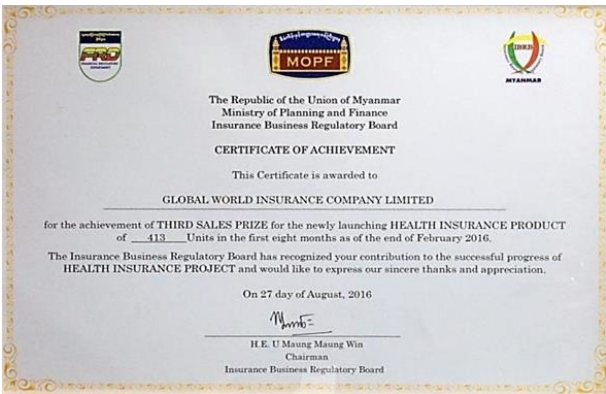 FRD
MOPF
IBRB
MYANMAR
The Republic of the Union of Myanmar
Ministry of Planning and Finance
Insurance Business Regulatory Board
CERTIFICATE OF ACHIEVEMENT
This Certificate is awarded to
GLOBAL WORLD INSURANCE COMPANY LIMITED
for the achievement of THIRD SALES PRIZE for the newly launching HEALTH INSURANCE PRODUCT
of 413 Units in the first eight months as of the end of February 2016.
The Insurance Business Regulatory Board has recognized your contribution to the successful progress of
HEALTH INSURANCE PROJECT and would like to express our sincere thanks and appreciation.
On 27 day of August, 2016
H.E. U Maung Maung Win
Chairman
Insurance Business Regulatory Board